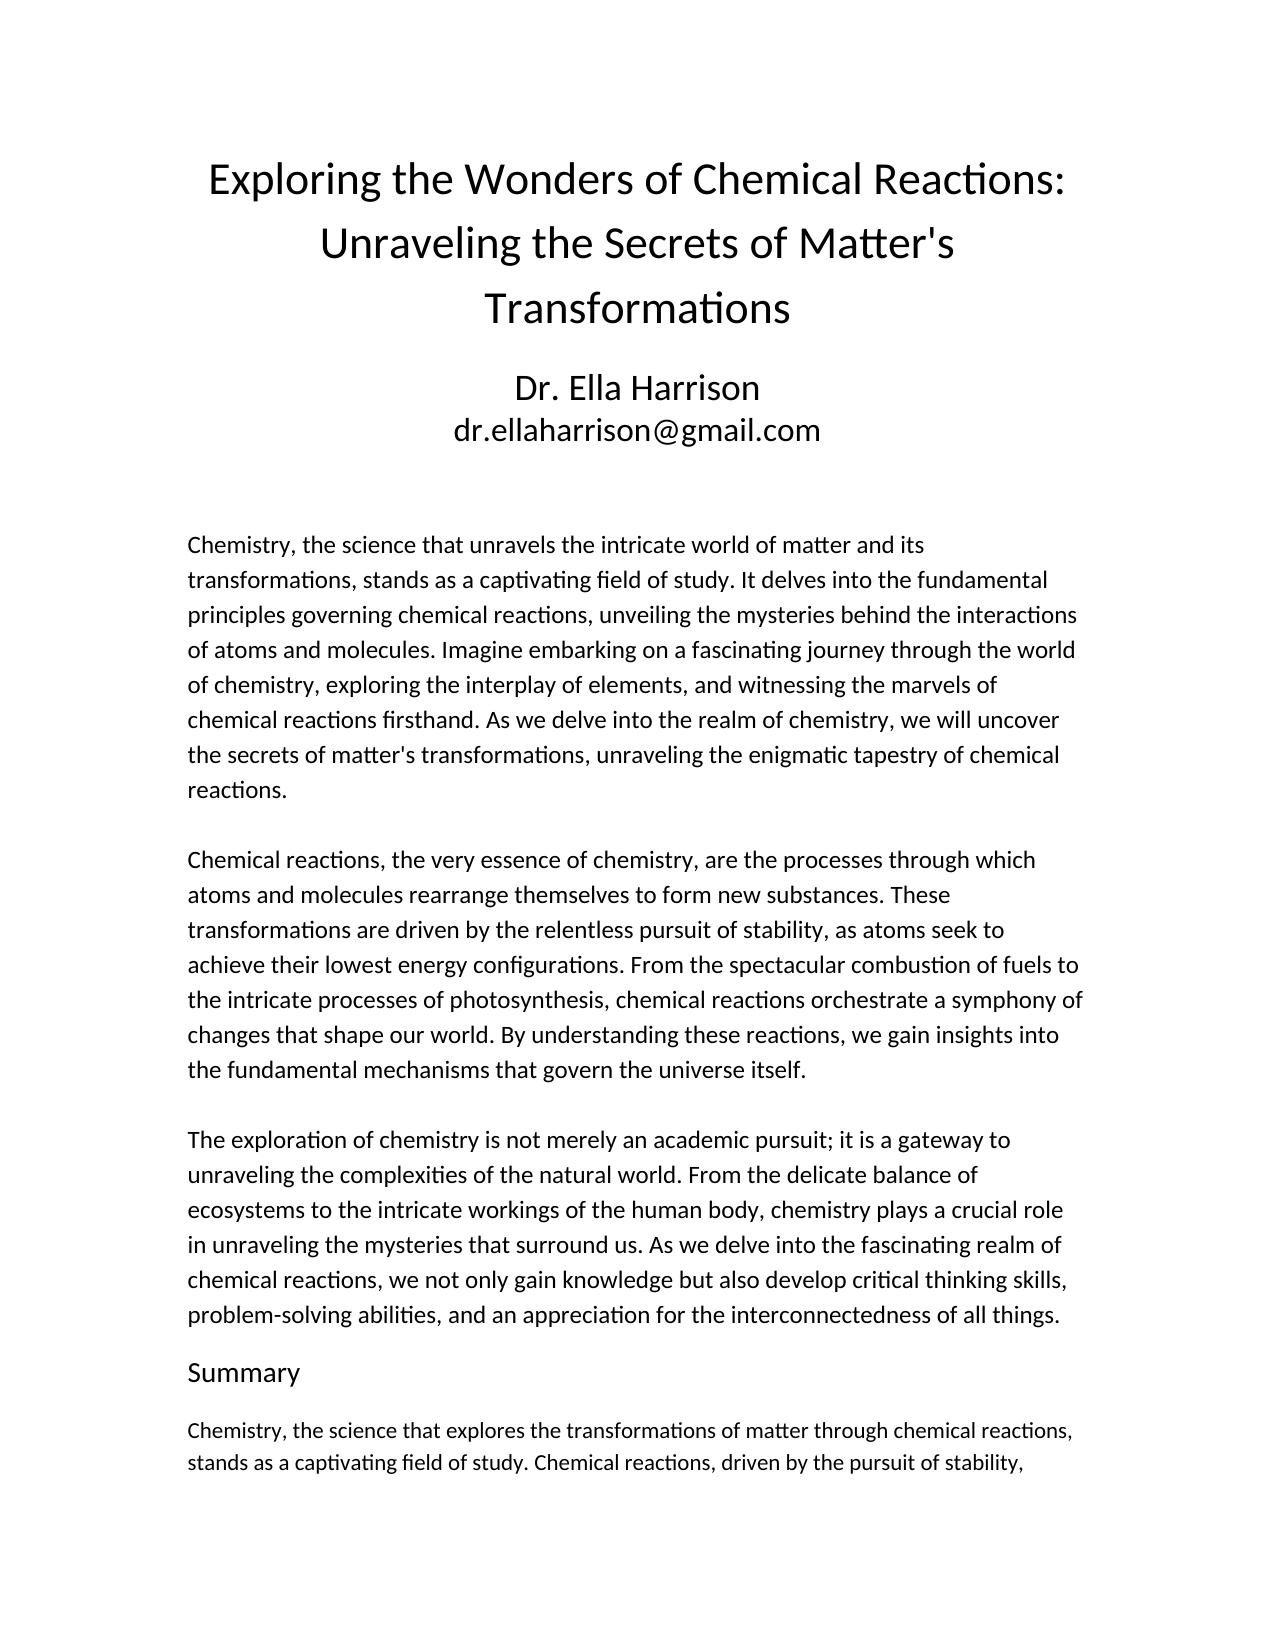 Exploring the Wonders of Chemical Reactions:
Unraveling the Secrets of Matter's
Transformations
Dr. Ella Harrison
dr.ellaharrison@gmail.com
Chemistry, the science that unravels the intricate world of matter and its
transformations, stands as a captivating field of study. It delves into the fundamental
principles governing chemical reactions, unveiling the mysteries behind the interactions
of atoms and molecules. Imagine embarking on a fascinating journey through the world
of chemistry, exploring the interplay of elements, and witnessing the marvels of
chemical reactions firsthand. As we delve into the realm of chemistry, we will uncover
the secrets of matter's transformations, unraveling the enigmatic tapestry of chemical
reactions.
Chemical reactions, the very essence of chemistry, are the processes through which
atoms and molecules rearrange themselves to form new substances. These
transformations are driven by the relentless pursuit of stability, as atoms seek to
achieve their lowest energy configurations. From the spectacular combustion of fuels to
the intricate processes of photosynthesis, chemical reactions orchestrate a symphony of
changes that shape our world. By understanding these reactions, we gain insights into
the fundamental mechanisms that govern the universe itself.
The exploration of chemistry is not merely an academic pursuit; it is a gateway to
unraveling the complexities of the natural world. From the delicate balance of
ecosystems to the intricate workings of the human body, chemistry plays a crucial role
in unraveling the mysteries that surround us. As we delve into the fascinating realm of
chemical reactions, we not only gain knowledge but also develop critical thinking skills,
problem-solving abilities, and an appreciation for the interconnectedness of all things.
Summary
Chemistry, the science that explores the transformations of matter through chemical reactions,
stands as a captivating field of study. Chemical reactions, driven by the pursuit of stability,